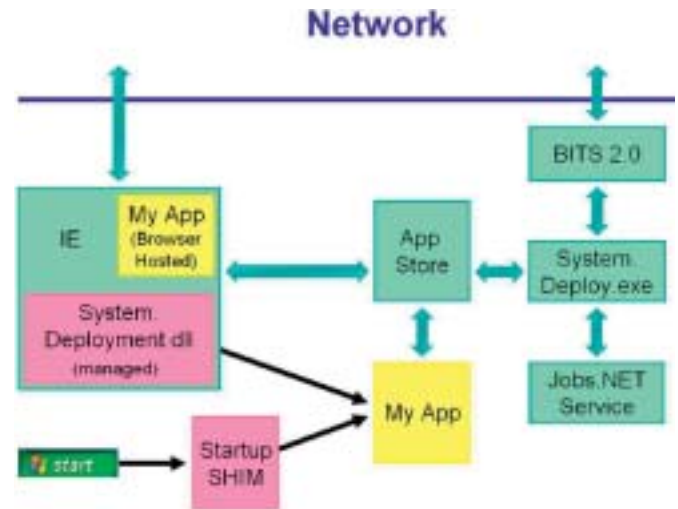 Network
BITS 2.0
IE
My App
(Browser
Hosted)
App
Store
System.
Deploy.exe
System.
Deployment dll
(managed)
My App
Jobs.NET
Service
start
Startup
SHIM